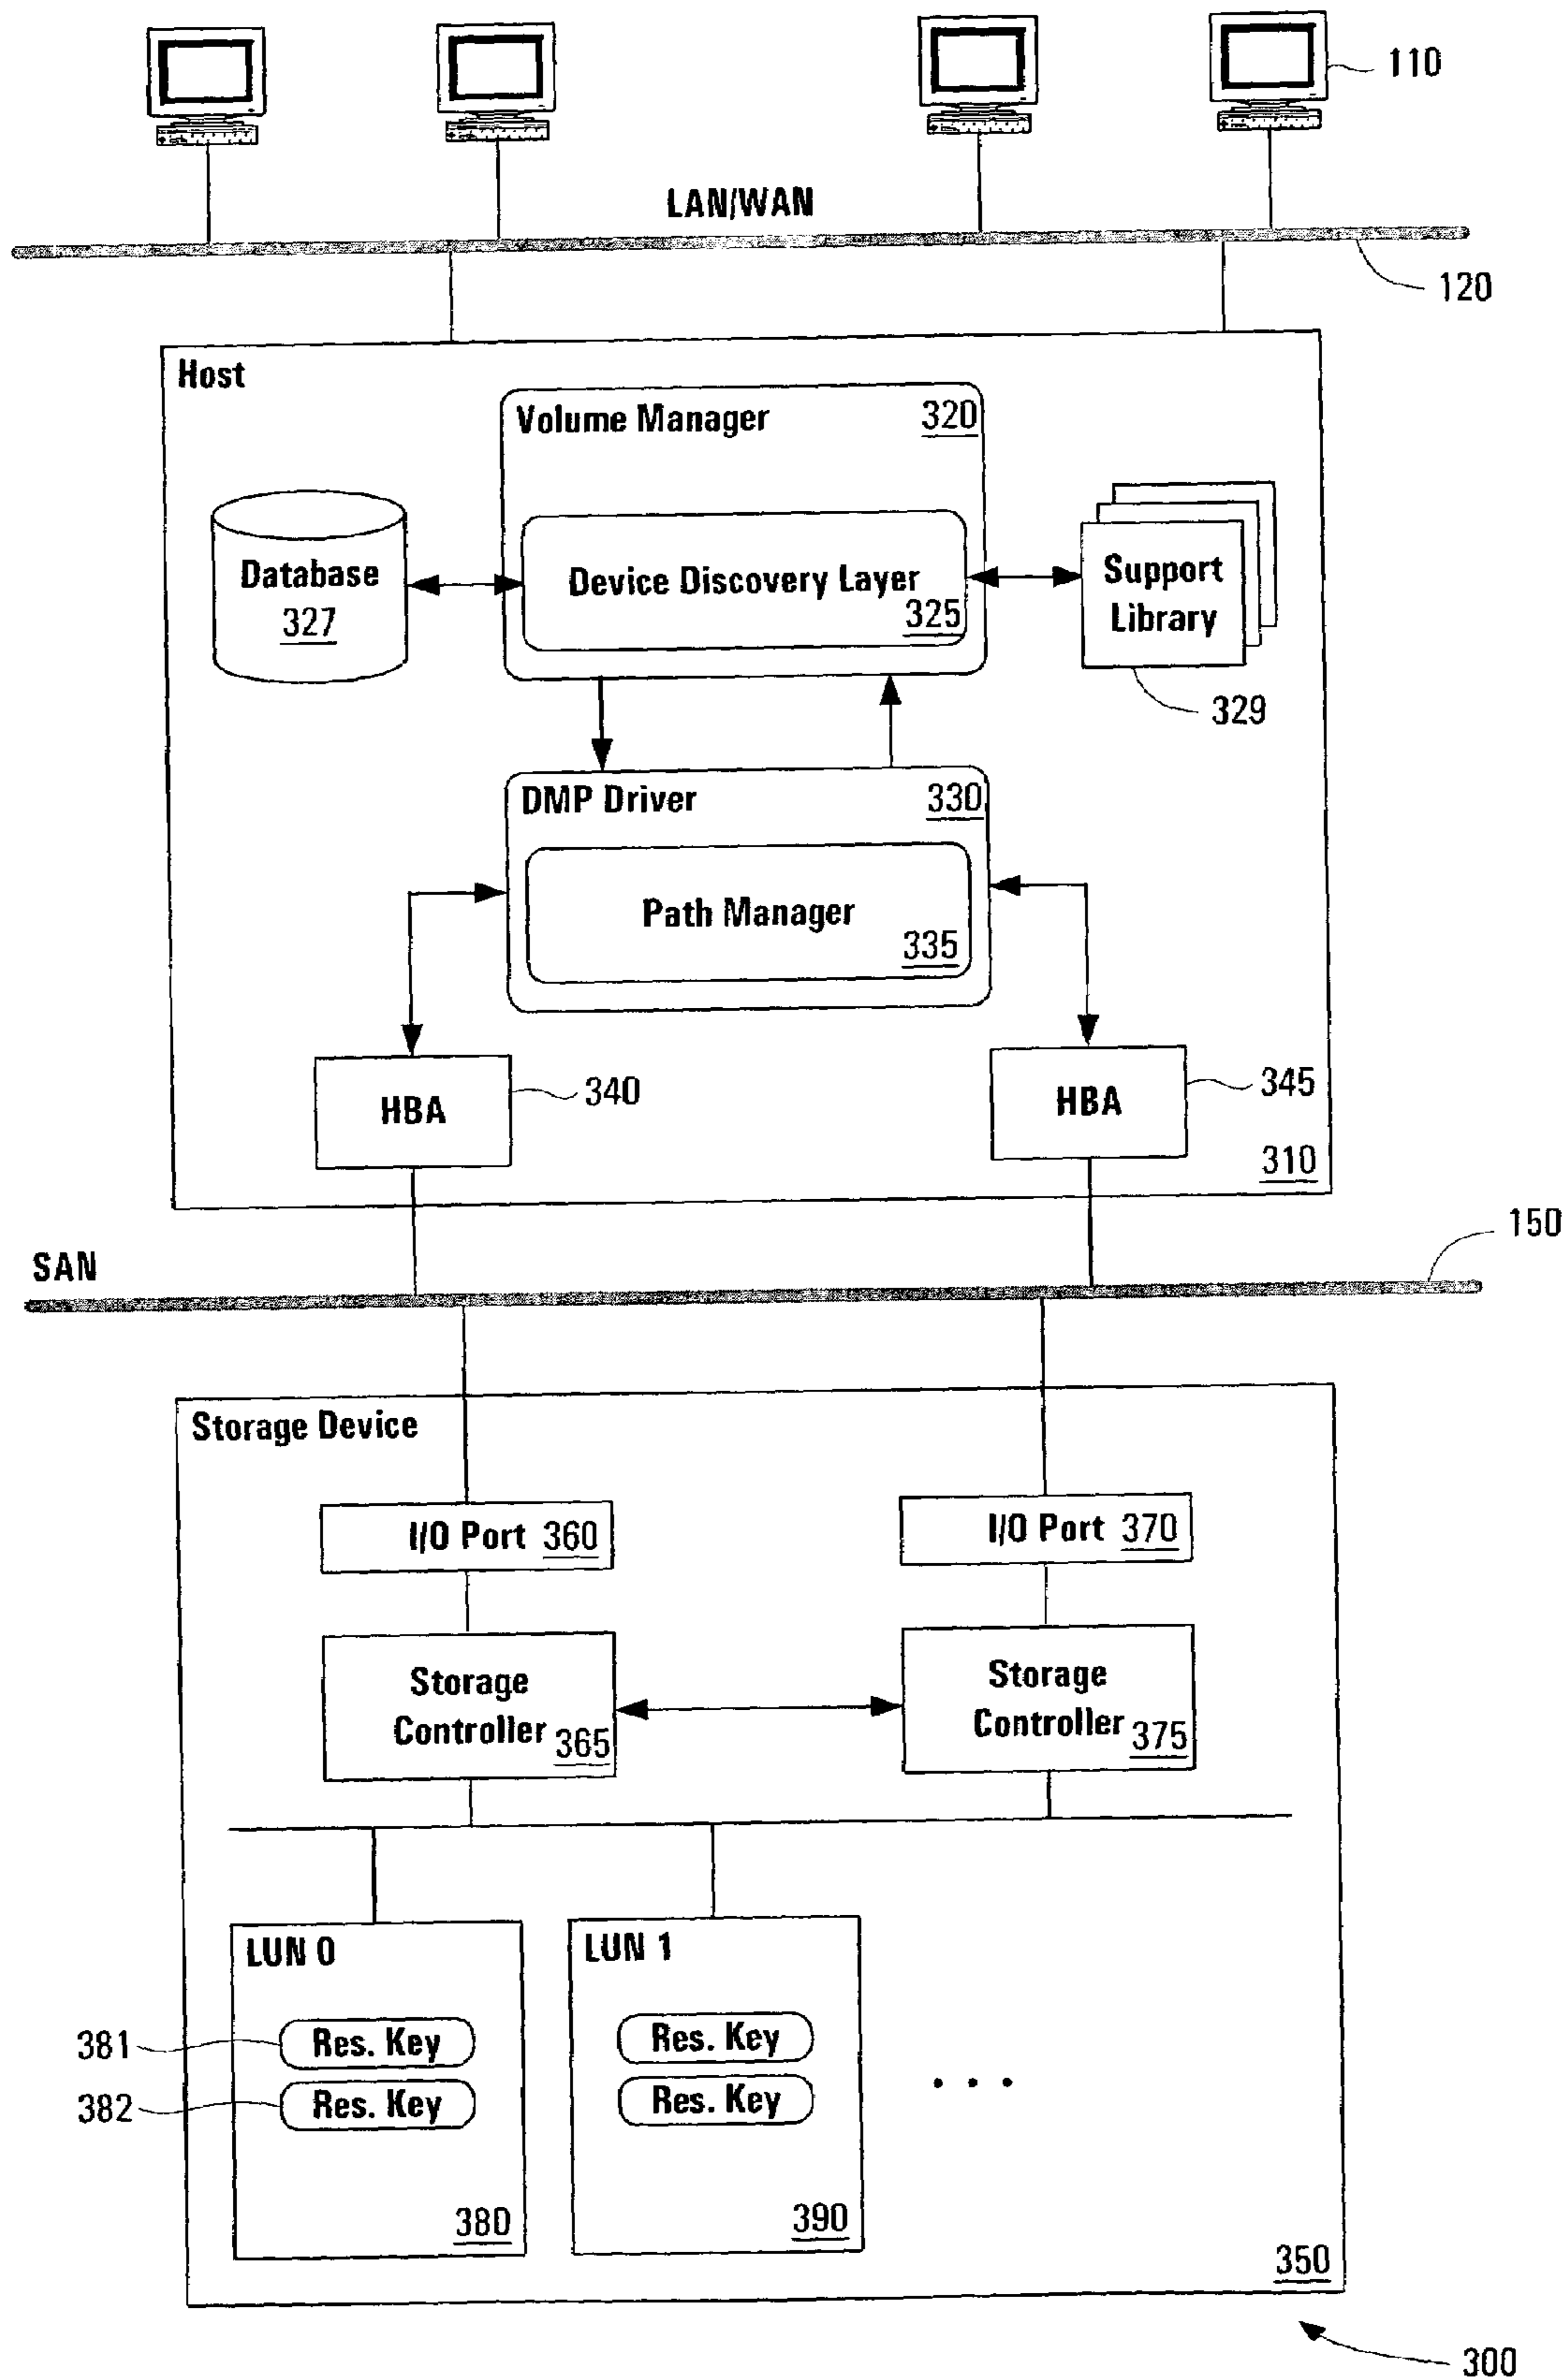 110
LAN/WAN
120
Host
Volume Manager 320
Database
327
Device Discovery Layer
325
Support
Library
329
DMP Driver 330
Path Manager
335
HBA
340
HBA
345
310
SAN
150
Storage Device
I/O Port 360
I/O Port 370
Storage
Controller 365
Storage
Controller 375
LUN 0
LUN 1
381
Res. Key
Res. Key
382
Res. Key
Res. Key
• • •
380
390
350
300